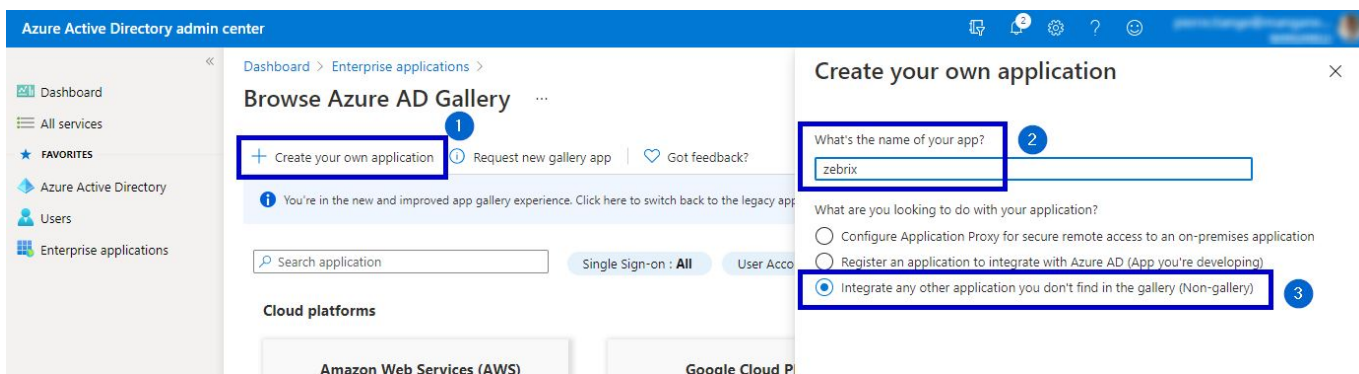 Azure Active Directory admin center
2
«
Dashboard
All services
FAVORITES
Azure Active Directory
Users
Enterprise applications
Dashboard > Enterprise applications >
Browse Azure AD Gallery ...
1
+ Create your own application
Request new gallery app
Got feedback?
You're in the new and improved app gallery experience. Click here to switch back to the legacy app
Search application
Single Sign-on : All
User Acco
Cloud platforms
Amazon Web Services (AWS)
Google Cloud Pl
Create your own application
What's the name of your app?
2
zebrix
What are you looking to do with your application?
Configure Application Proxy for secure remote access to an on-premises application
Register an application to integrate with Azure AD (App you're developing)
Integrate any other application you don't find in the gallery (Non-gallery)
3